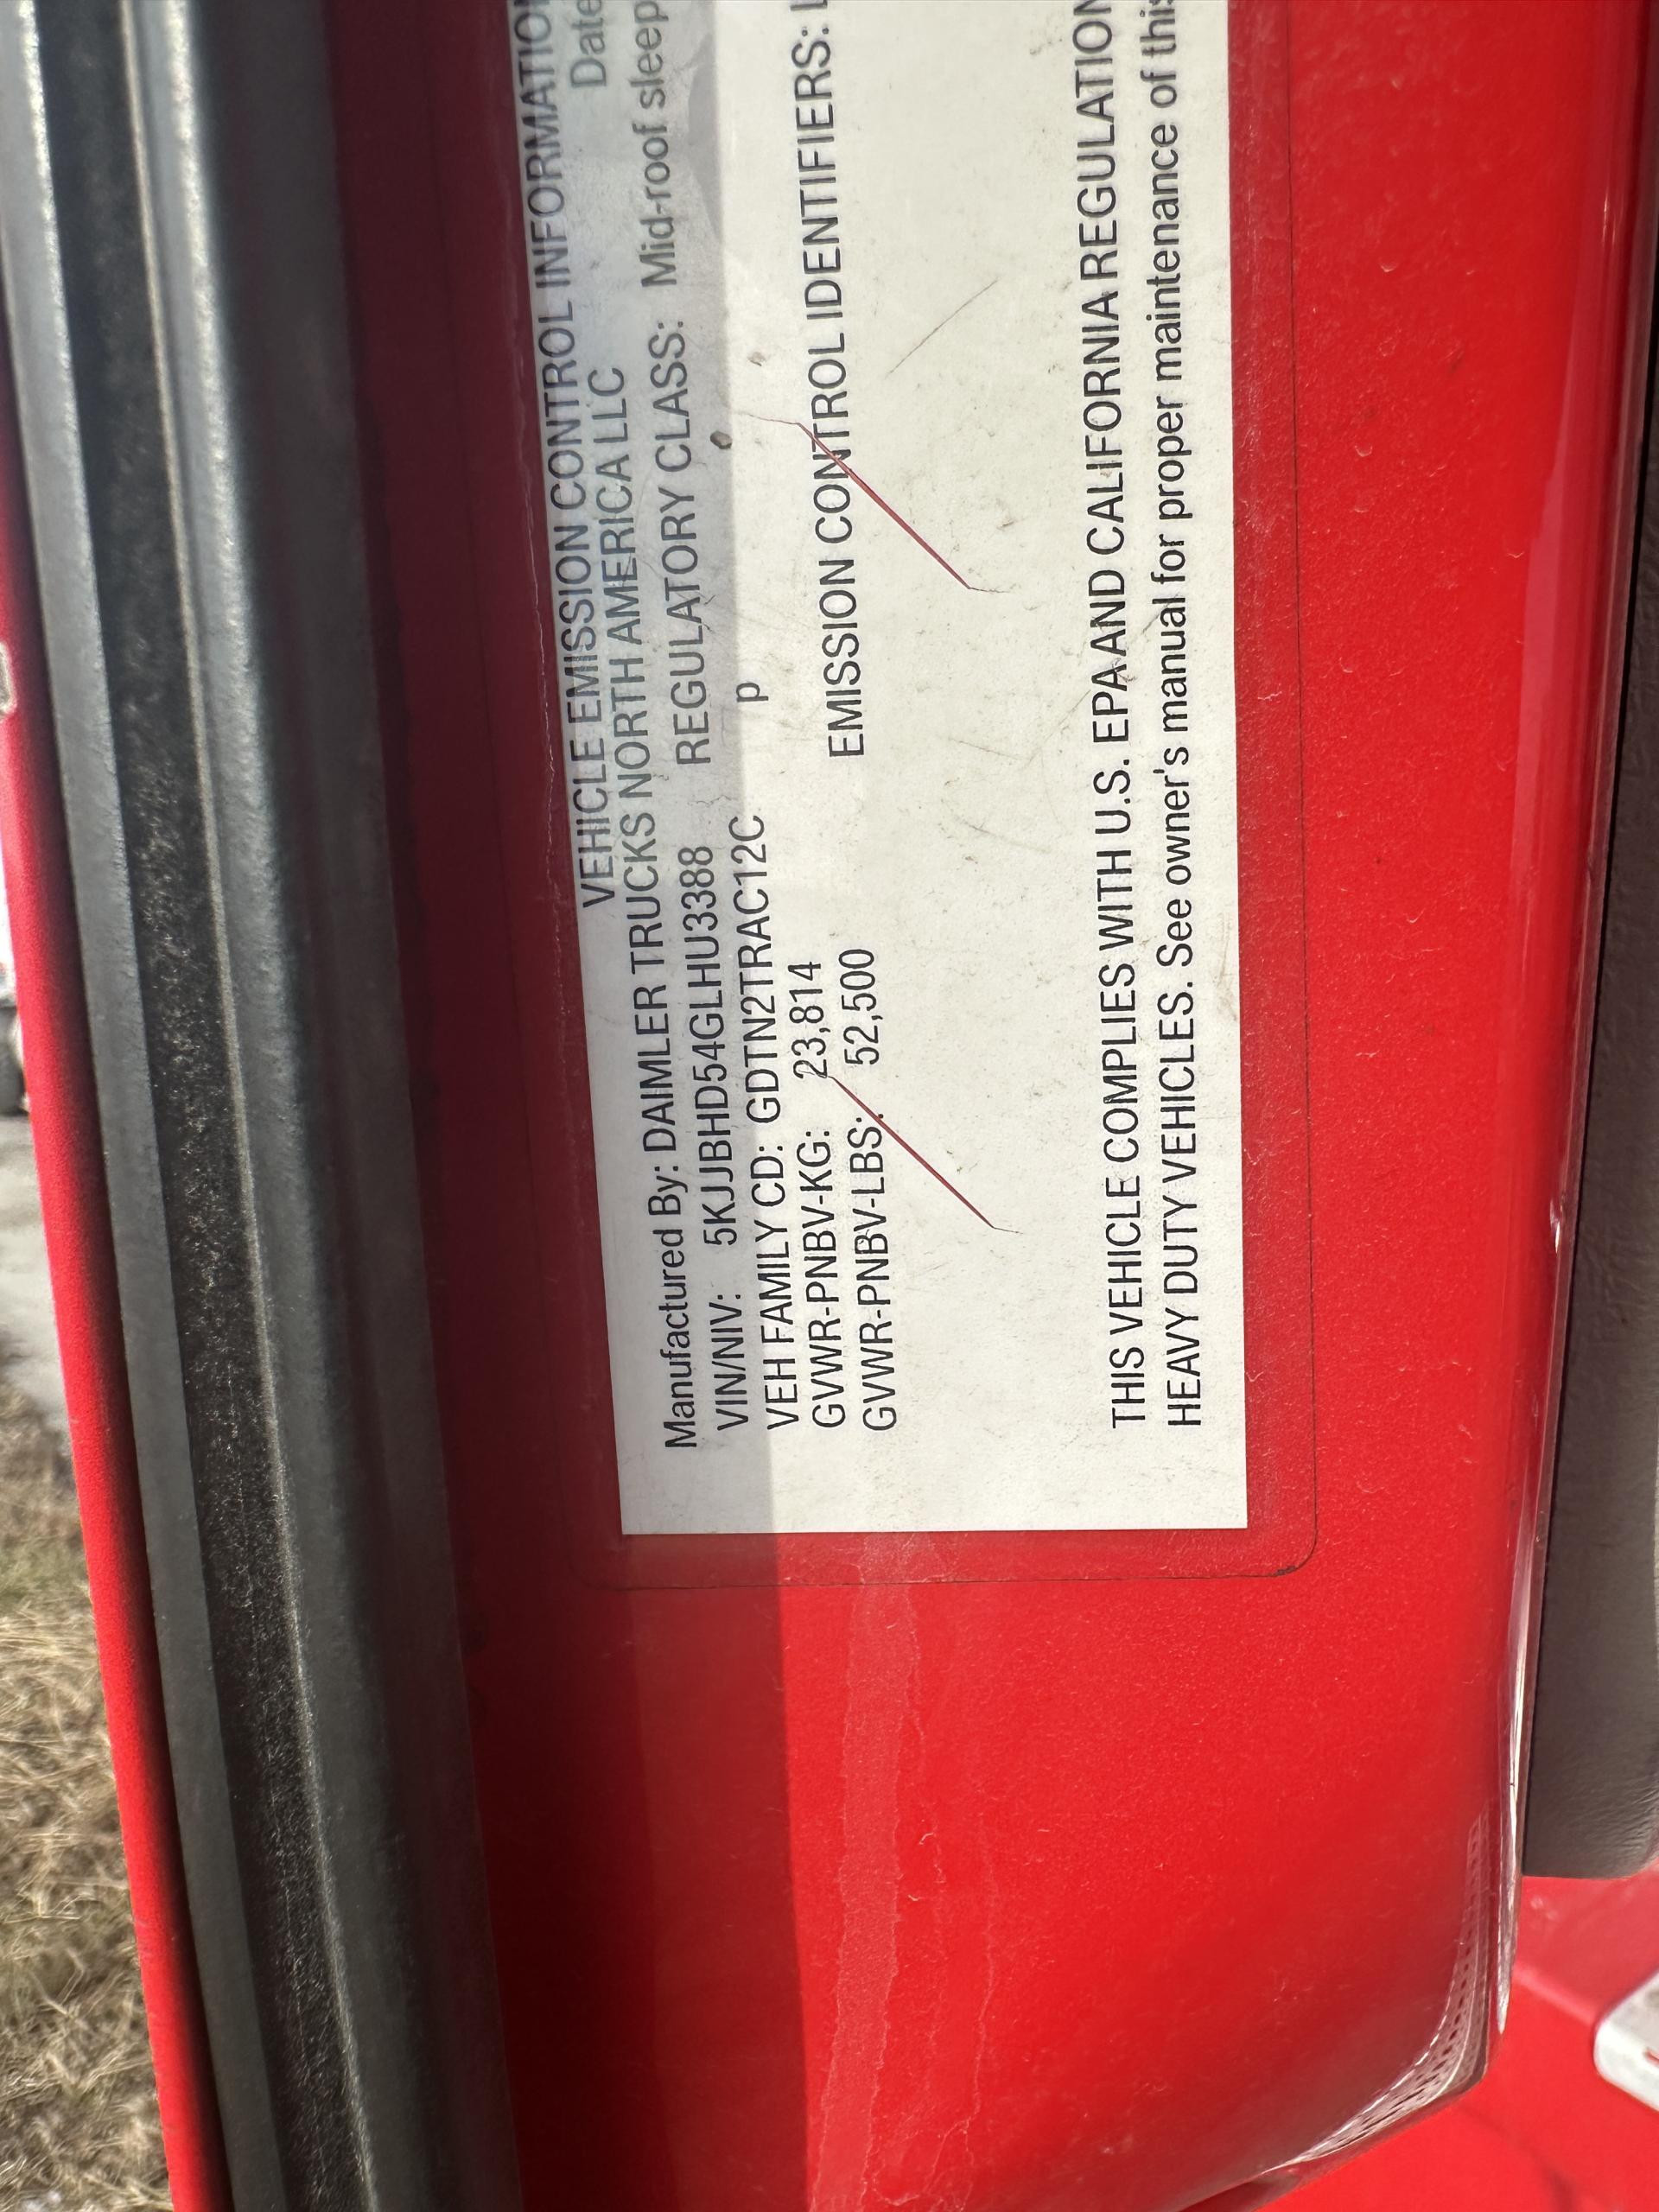 VEHICLE EMISSION CONTROL INFORMATION
Manufactured By: DAIMLER TRUCKS NORTH AMERICA LLC Date
VIN/NIV: 5KJJBHD54GLHU3388 REGULATORY CLASS: Mid-roof sleep
VEH FAMILY CD: GDTN2TRAC12C p
GVWR-PNBV-KG: 23,814
GVWR-PNBV-LBS: 52,500 EMISSION CONTROL IDENTIFIERS:
THIS VEHICLE COMPLIES WITH U.S. EPA AND CALIFORNIA REGULATION
HEAVY DUTY VEHICLES. See owner's manual for proper maintenance of this